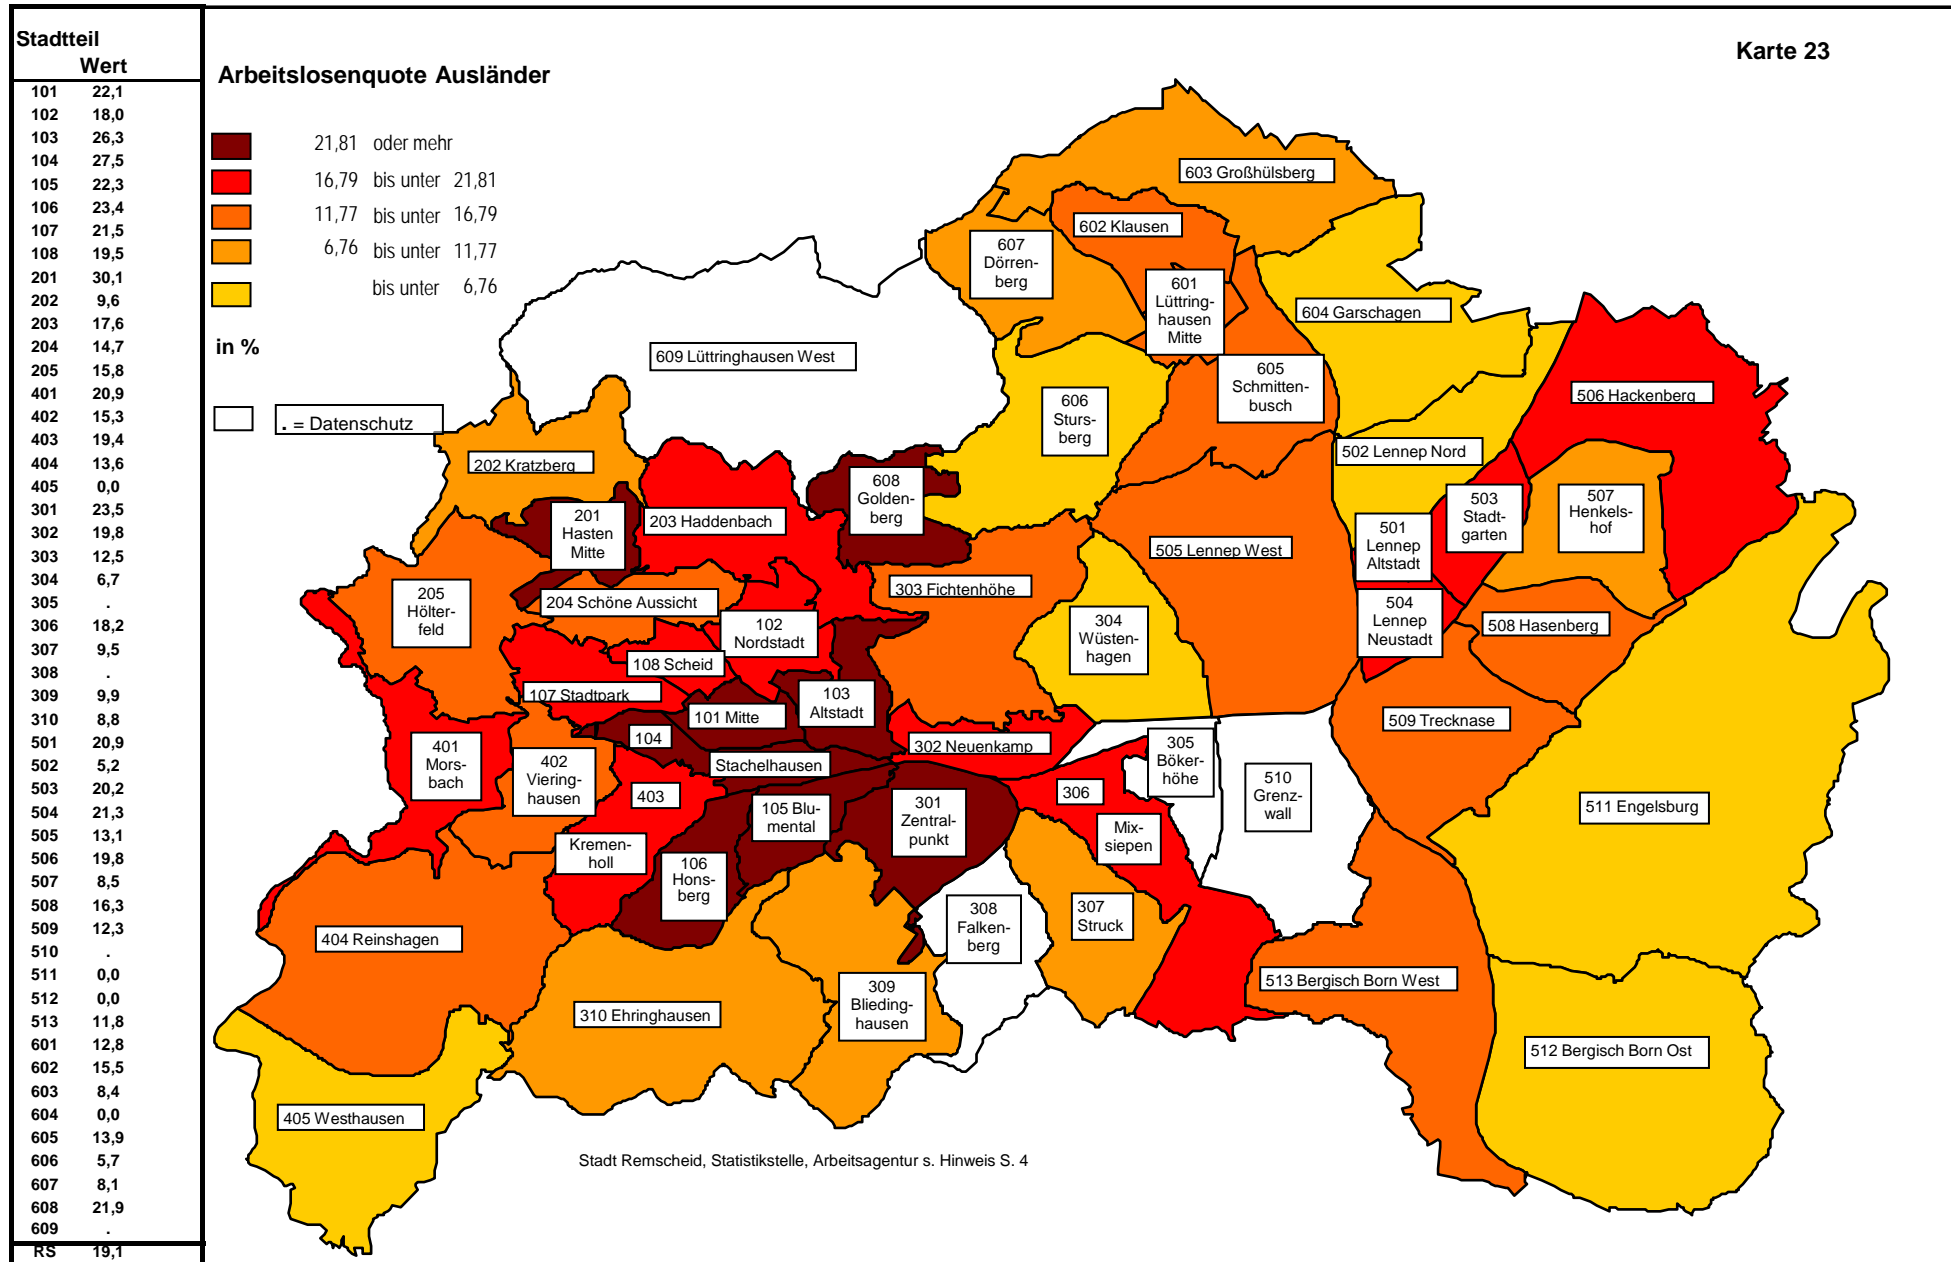 Stadtteil
Wert
101 22,1
102 18,0
103 26,3
104 27,5
105 22,3
106 23,4
107 21,5
108 19,5
201 30,1
202 9,6
203 17,6
204 14,7
205 15,8
401 20,9
402 15,3
403 19,4
404 13,6
405 0,0
301 23,5
302 19,8
303 12,5
304 6,7
305 .
306 18,2
307 9,5
308 .
309 9,9
310 8,8
501 20,9
502 5,2
503 20,2
504 21,3
505 13,1
506 19,8
507 8,5
508 16,3
509 12,3
510 .
511 0,0
512 0,0
513 11,8
601 12,8
602 15,5
603 8,4
604 0,0
605 13,9
606 5,7
607 8,1
608 21,9
609 .
RS 19,1
Karte 23
Arbeitslosenquote Ausländer
21,81 oder mehr
16,79 bis unter 21,81
11,77 bis unter 16,79
6,76 bis unter 11,77
bis unter 6,76
in %
. = Datenschutz
603 Großhülsberg
602 Klausen
607
Dörren-
berg
601
Lüttring-
hausen
Mitte
604 Garschagen
609 Lüttringhausen West
605
Schmitten-
busch
606
Sturs-
berg
506 Hackenberg
502 Lennep Nord
202 Kratzberg
608
Golden-
berg
503
Stadt-
garten
507
Henkels-
hof
201
Hasten
Mitte
203 Haddenbach
501
Lennep
Altstadt
505 Lennep West
205
Hölter-
feld
204 Schöne Aussicht
303 Fichtenhöhe
504
Lennep
Neustadt
102
Nordstadt
304
Wüsten-
hagen
508 Hasenberg
108 Scheid
107 Stadtpark
103
Altstadt
101 Mitte
509 Trecknase
104
Stachelhausen
302 Neuenkamp
305
Böker-
höhe
401
Mors-
bach
402
Viering-
hausen
510
Grenz-
wall
403
Kremen-
holl
105 Blu-
mental
301
Zentral-
punkt
306
Mix-
siepen
511 Engelsburg
106
Hons-
berg
308
Falken-
berg
307
Struck
404 Reinshagen
513 Bergisch Born West
309
Blieding-
hausen
310 Ehringhausen
512 Bergisch Born Ost
405 Westhausen
Stadt Remscheid, Statistikstelle, Arbeitsagentur s. Hinweis S. 4